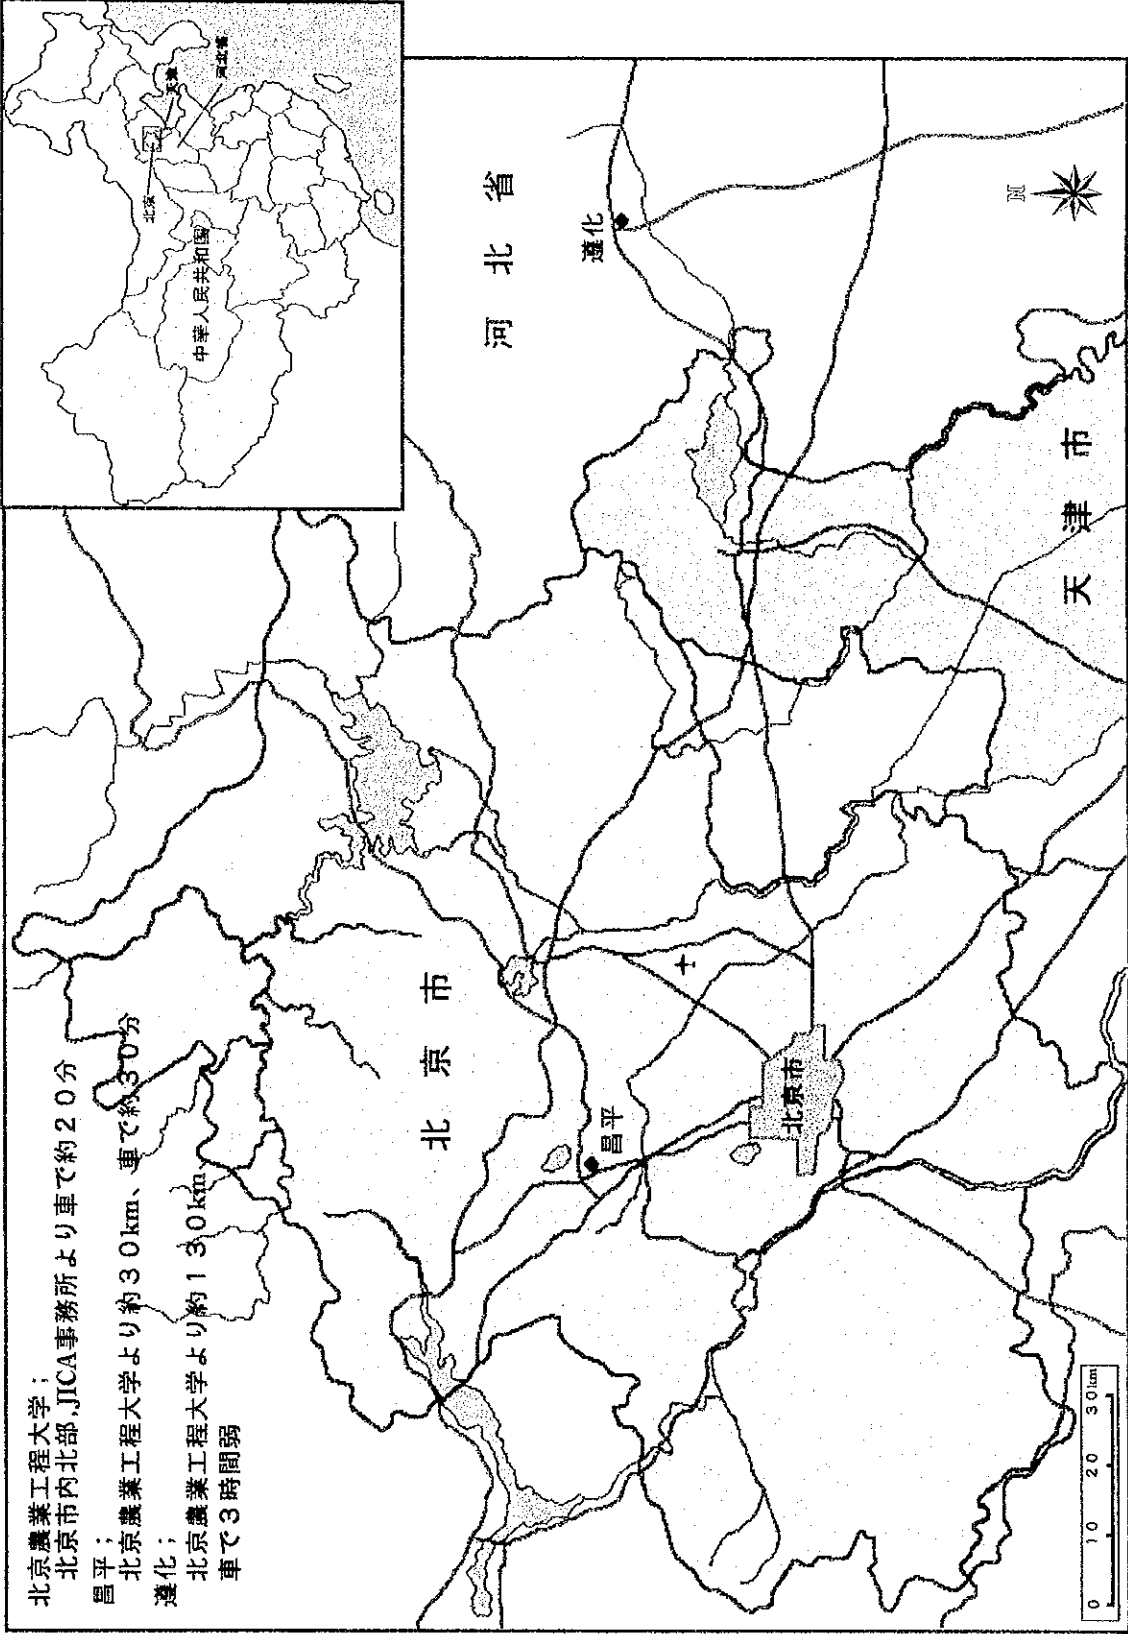 北京農業工程大学；
北京市内北部、JICA事務所より車で約２０分
昌平；
北京農業工程大学より約３０km、車で約３０分
遵化；
北京農業工程大学より約１３０km、
車で３時間弱
中華人民共和国
北京
天津
河北省
河北省
遵化
北京市
昌平
北京市
天津市
N
0 10 20 30km